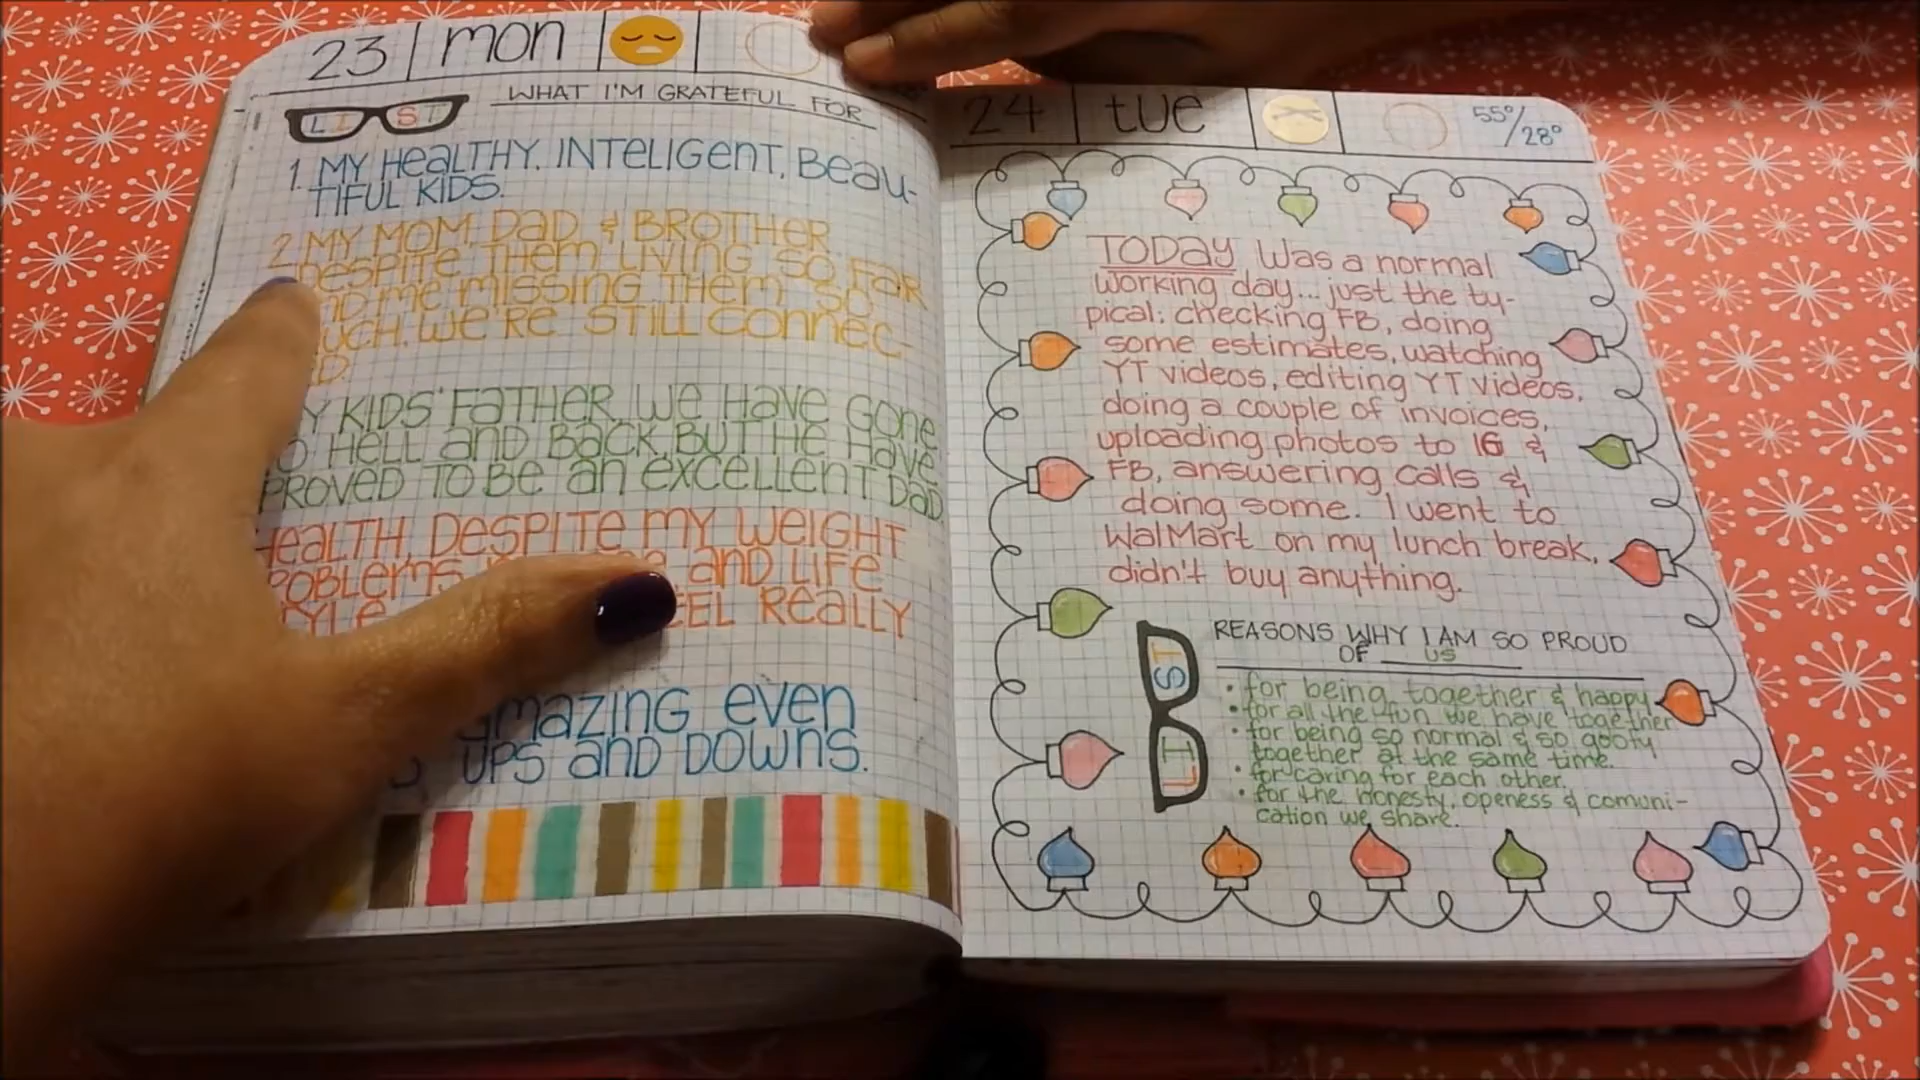 23 mon
LIST
WHAT I'M GRATEFUL FOR
1. MY HEALTHY, INTELIGENT, BEAU-
TIFUL KIDS.
2. MY MOM, DAD & BROTHER
DESPITE THEM LIVING SO FAR
ME MISSING THEM SO
WE'RE STILL CONNEC-
KIDS' FATHER, WE HAVE GONE
HELL AND BACK, BUT HE HAVE
PROVED TO BE AN EXCELLENT DAD
HEALTH, DESPITE MY WEIGHT
AND LIFE
REALLY
AMAZING EVEN
UPS AND DOWNS.
24 tue 55°/28°
TODAY Was a normal
working day... just the ty-
pical: checking FB, doing
some estimates, watching
YT videos, editing YT videos,
doing a couple of invoices,
uploading photos to IG &
FB, answering calls &
doing some. I went to
WalMart on my lunch break,
didn't buy anything.
LIST
REASONS WHY I AM SO PROUD
OF US
• for being together & happy
• for all the fun we have together
• for being so normal & so goofy
together at the same time.
• for caring for each other.
• for the honesty, openess & comuni-
cation we share.